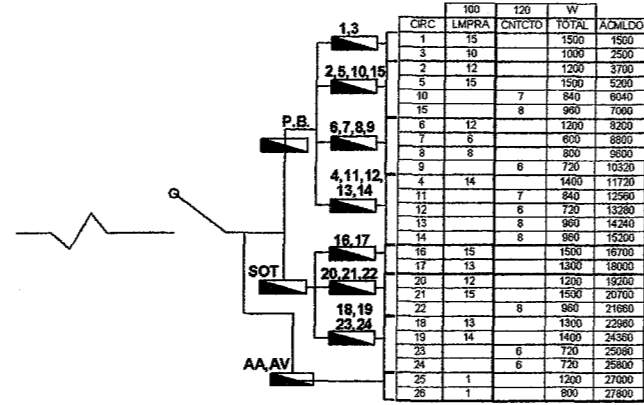 100 120 W
CIRC LMPRA CNTCTO TOTAL ACMLDO
1 15 1500 1500
3 10 1000 2500
2 12 1200 3700
5 15 1500 5200
10 7 840 6040
15 8 960 7000
6 12 1200 8200
7 6 600 8800
8 8 800 9600
9 6 720 10320
4 14 1400 11720
11 7 840 12560
12 6 720 13280
13 8 960 14240
14 8 960 15200
16 15 1500 16700
17 13 1300 18000
20 12 1200 19200
21 15 1500 20700
22 8 960 21660
18 13 1300 22960
19 14 1400 24360
23 6 720 25080
24 6 720 25800
25 1 1200 27000
26 1 800 27800
1,3
2,5,10,15
P.B.
6,7,8,9
4,11,12,
13,14
16,17
SOT
20,21,22
18,19
23,24
AA,AV